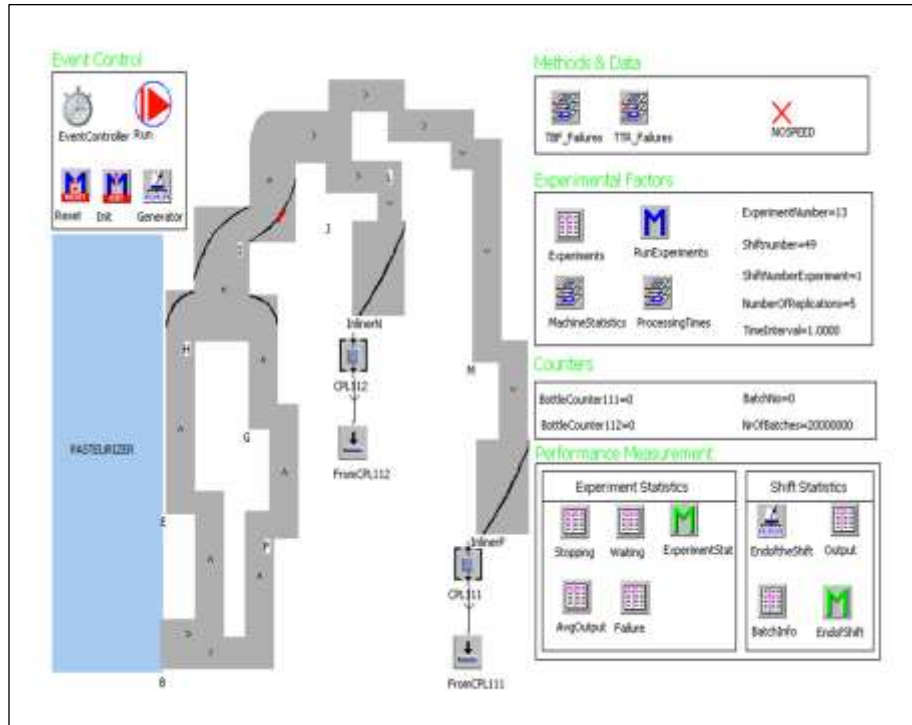 Event Control
EventController Run
Reset Init Generator
PASTEURIZER
H
G
E
F
B
I
J
L
InlinerN
CPL112
FromCPL112
M
InlinerF
CPL111
FromCPL111
Methods & Data
TBF_Failures TTR_Failures NOSPEED
Experimental Factors
Experiments RunExperiments
MachineStatistics ProcessingTimes
ExperimentNumber=13
Shiftnumber=49
ShiftNumberExperiment=1
NumberOfReplications=5
TimeInterval=1.0000
Counters
BottleCounter111=0 BatchNo=0
BottleCounter112=0 NrOfBatches=20000000
Performance Measurement
Experiment Statistics
Stopping Waiting ExperimentStat
AvgOutput Failure
Shift Statistics
EndoftheShift Output
BatchInfo EndofShift